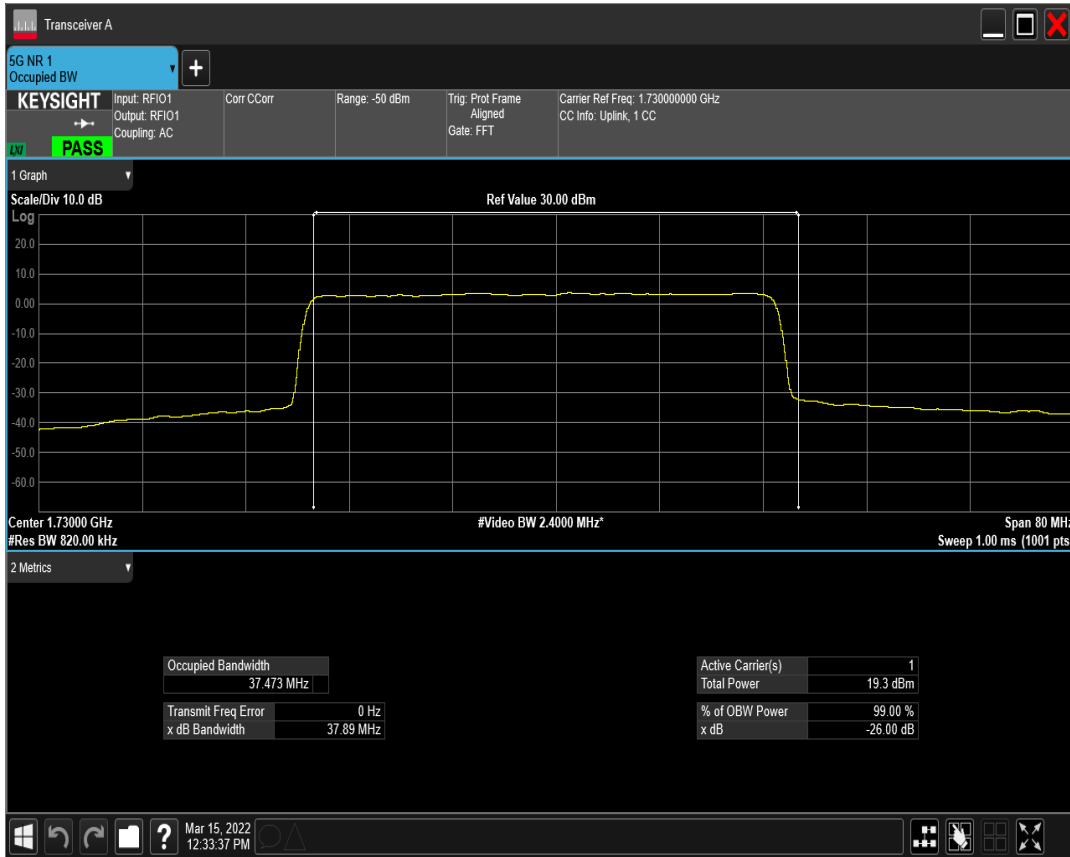 Transceiver A
5G NR 1
Occupied BW
+
KEYSIGHT
LXI
PASS
Input: RFIO1
Output: RFIO1
Coupling: AC
Corr CCorr
Range: -50 dBm
Trig: Prot Frame
Aligned
Gate: FFT
Carrier Ref Freq: 1.730000000 GHz
CC Info: Uplink, 1 CC
1 Graph
Scale/Div 10.0 dB
Ref Value 30.00 dBm
Log
20.0
10.0
0.00
-10.0
-20.0
-30.0
-40.0
-50.0
-60.0
Center 1.73000 GHz
#Video BW 2.4000 MHz*
Span 80 MHz
#Res BW 820.00 kHz
Sweep 1.00 ms (1001 pts
2 Metrics
Occupied Bandwidth
37.473 MHz
Transmit Freq Error 0 Hz
x dB Bandwidth 37.89 MHz
Active Carrier(s) 1
Total Power 19.3 dBm
% of OBW Power 99.00 %
x dB -26.00 dB
?
Mar 15, 2022
12:33:37 PM